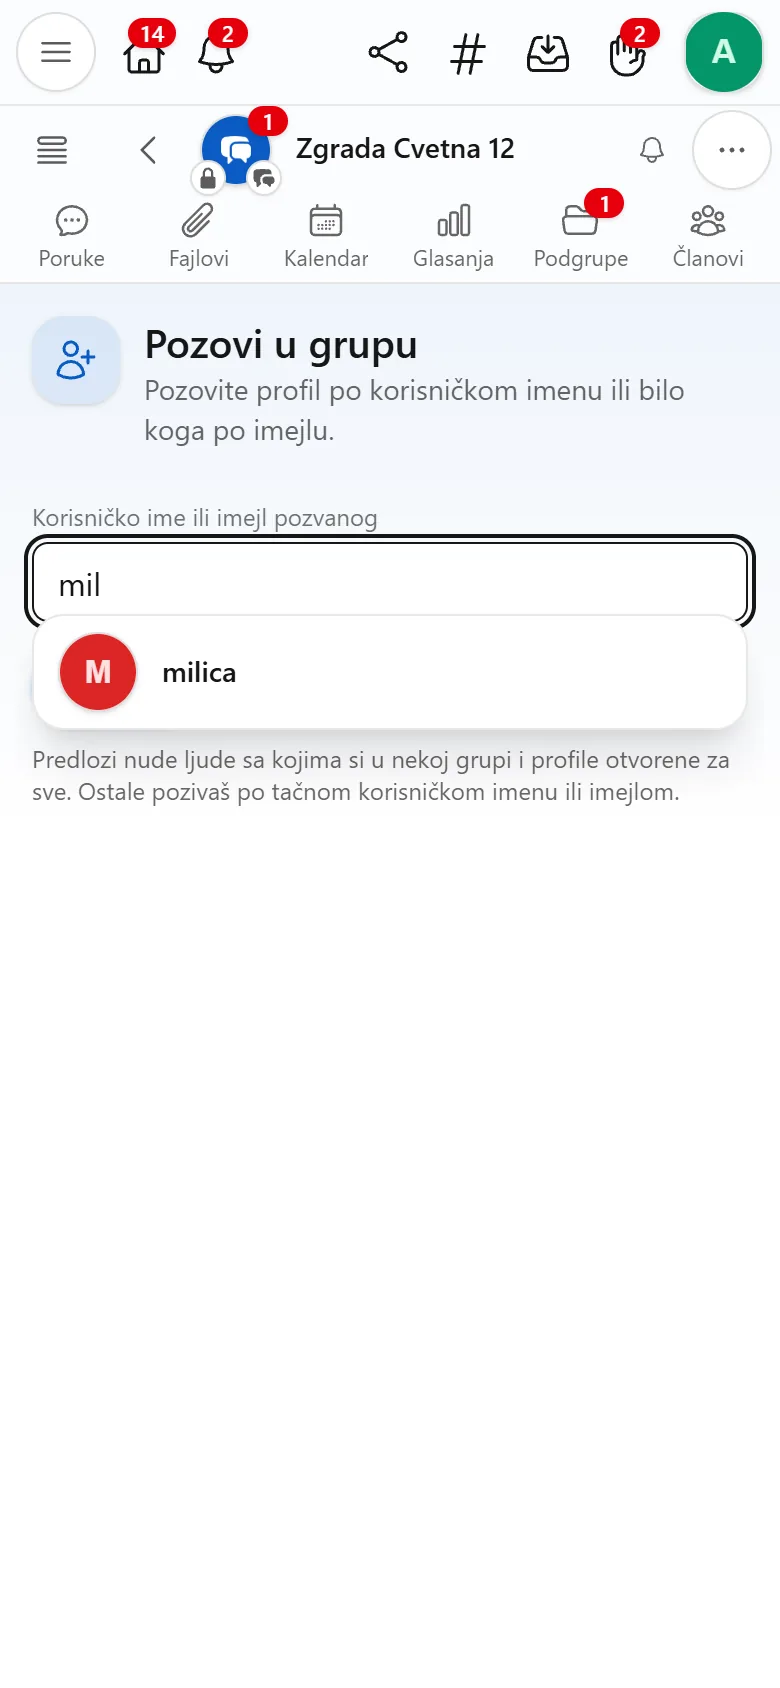 14
2
2
A
1
Zgrada Cvetna 12
1
Poruke
Fajlovi
Kalendar
Glasanja
Podgrupe
Članovi
Pozovi u grupu
Pozovite profil po korisničkom imenu ili bilo
koga po imejlu.
Korisničko ime ili imejl pozvanog
mil
M
milica
Predlozi nude ljude sa kojima si u nekoj grupi i profile otvorene za
sve. Ostale pozivaš po tačnom korisničkom imenu ili imejlom.